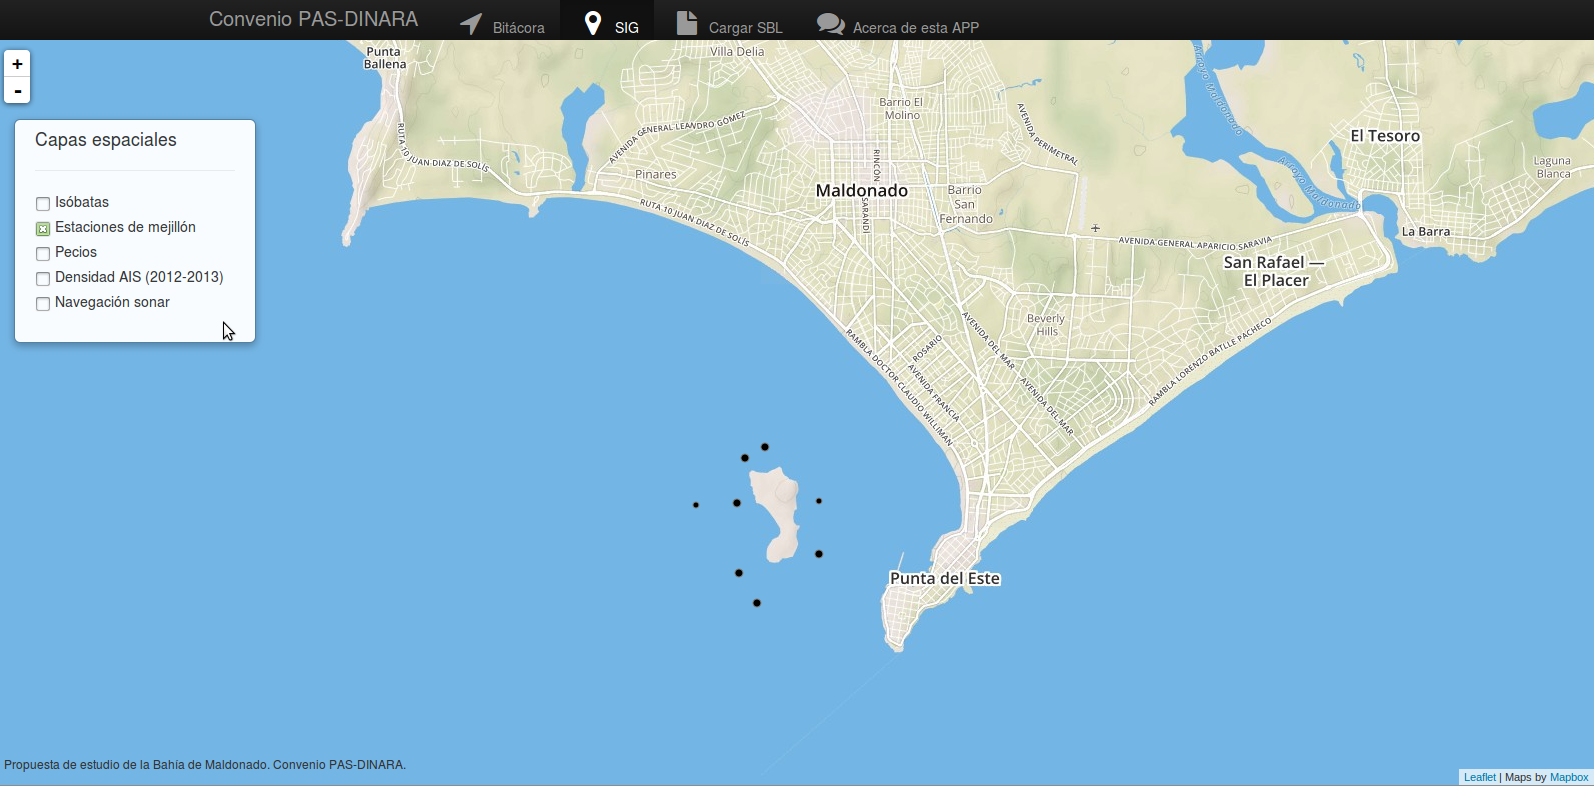 Convenio PAS-DINARA
Bitácora
SIG
Cargar SBL
Acerca de esta APP
+
-
Capas espaciales
Isóbatas
Estaciones de mejillón
Pecios
Densidad AIS (2012-2013)
Navegación sonar
Punta
Ballena
Villa Delia
Barrio El
Molino
AVENIDA GENERAL LEANDRO GÓMEZ
AVENIDA PERIMETRAL
Arroyo Maldonado
El Tesoro
RUTA 10 JUAN DIAZ DE SOLÍS
Pinares
RINCÓN
Laguna
Blanca
Arroyo Maldonado
Maldonado
SARANDI
Barrio
San
Fernando
RUTA 10 JUAN DIAZ DE SOLÍS
AVENIDA GENERAL APARICIO SARAVIA
La Barra
San Rafael —
El Placer
Beverly
Hills
AVENIDA DEL MAR
ROSARIO
RAMBLA DOCTOR CLAUDIO WILLIMAN
AVENIDA FRANCIA
AVENIDA DEL MAR
RAMBLA LORENZO BATLLE PACHECO
Punta del Este
Propuesta de estudio de la Bahía de Maldonado. Convenio PAS-DINARA.
Leaflet | Maps by Mapbox